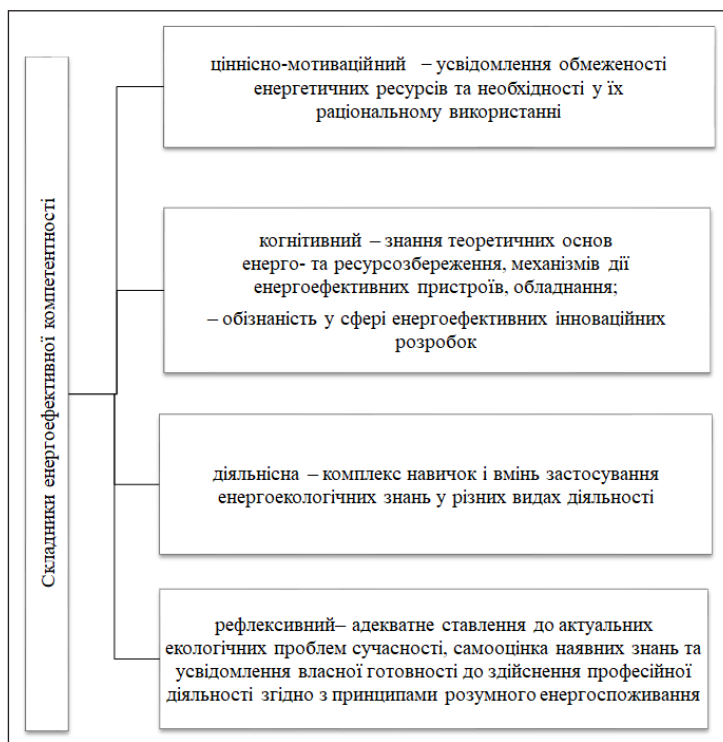 Складники енергоефективної компетентності
ціннісно-мотиваційний – усвідомлення обмеженості
енергетичних ресурсів та необхідності у їх
раціональному використанні
когнітивний – знання теоретичних основ
енерго- та ресурсозбереження, механізмів дії
енергоефективних пристроїв, обладнання;
– обізнаність у сфері енергоефективних інноваційних
розробок
діяльнісна – комплекс навичок і вмінь застосування
енергоекологічних знань у різних видах діяльності
рефлексивний– адекватне ставлення до актуальних
екологічних проблем сучасності, самооцінка наявних знань та
усвідомлення власної готовності до здійснення професійної
діяльності згідно з принципами розумного енергоспоживання